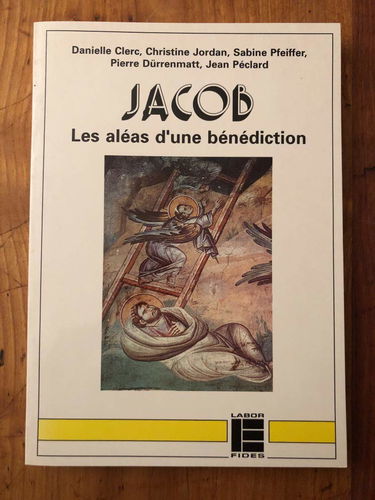 Danielle Clerc, Christine Jordan, Sabine Pfeiffer,
Pierre Dürrenmatt, Jean Péclard
JACOB
Les aléas d'une bénédiction
LABOR
FIDES